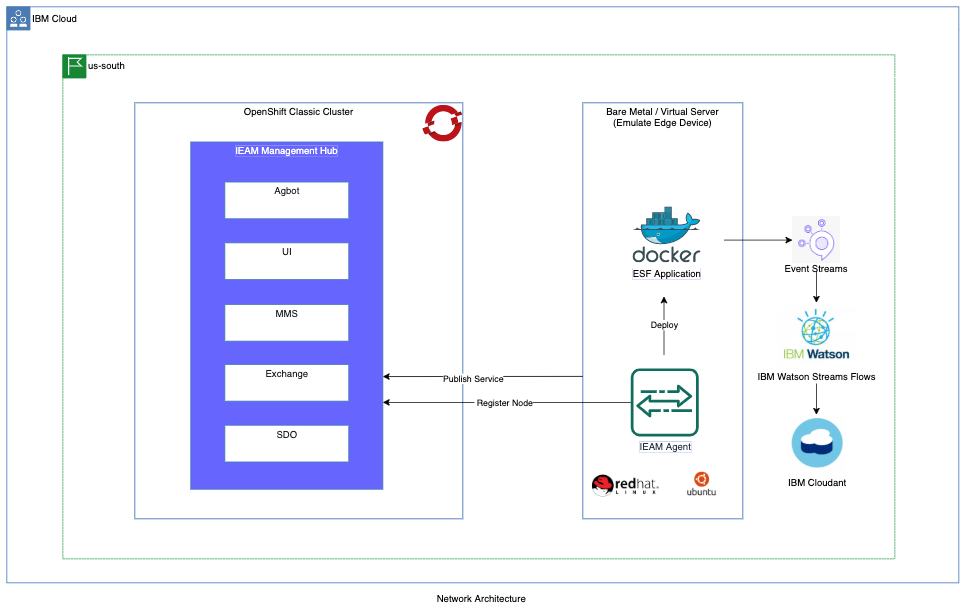 IBM Cloud
us-south
OpenShift Classic Cluster
IEAM Management Hub
Agbot
UI
MMS
Exchange
SDO
Bare Metal / Virtual Server
(Emulate Edge Device)
docker
ESF Application
Deploy
Publish Service
Register Node
IEAM Agent
redhat.
LINUX
ubuntu
Event Streams
IBM Watson
IBM Watson Streams Flows
IBM Cloudant
Network Architecture